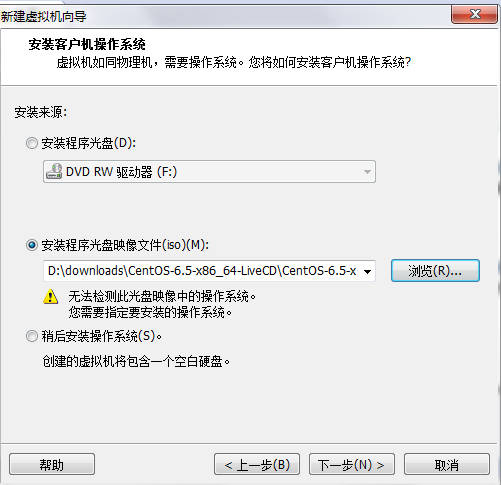 新建虚拟机向导
安装客户机操作系统
虚拟机如同物理机，需要操作系统。您将如何安装客户机操作系统?
安装来源:
安装程序光盘(D):
DVD RW 驱动器 (F:)
安装程序光盘映像文件(iso)(M):
D:\downloads\CentOS-6.5-x86_64-LiveCD\CentOS-6.5-x
浏览(R)...
无法检测此光盘映像中的操作系统。
您需要指定要安装的操作系统。
稍后安装操作系统(S)。
创建的虚拟机将包含一个空白硬盘。
帮助
< 上一步(B)
下一步(N) >
取消